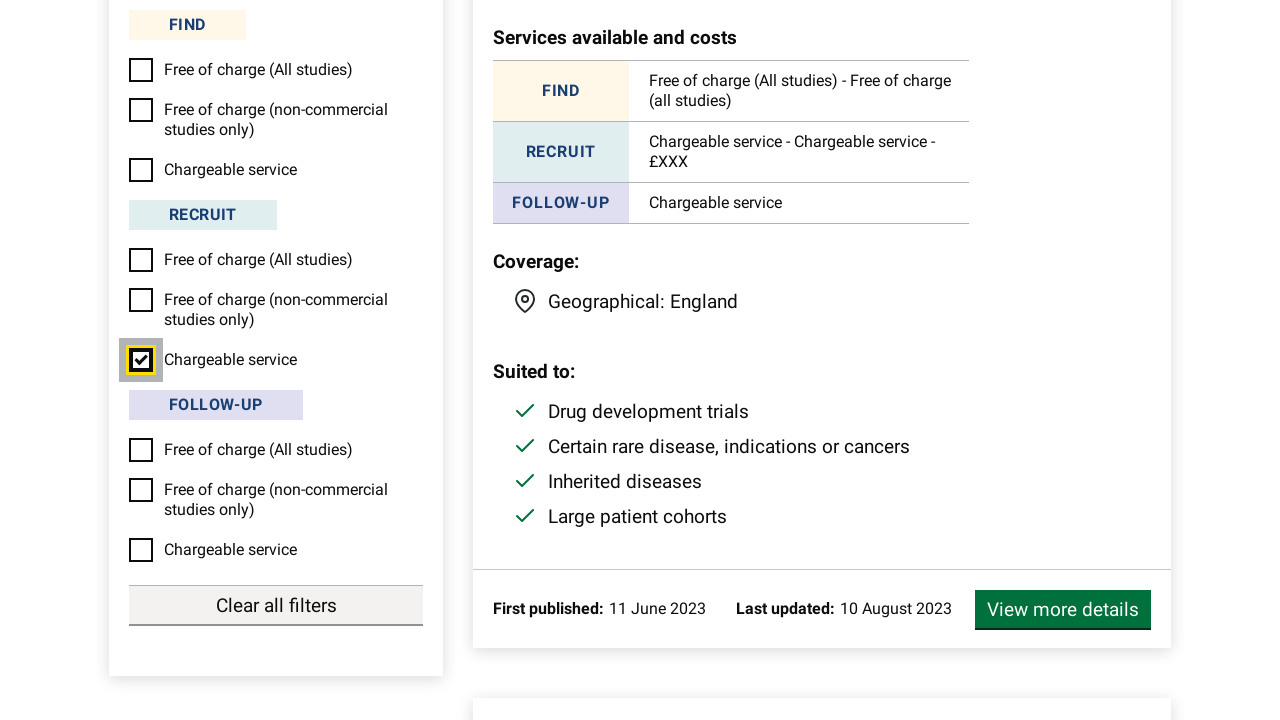 FIND
Free of charge (All studies)
Free of charge (non-commercial
studies only)
Chargeable service
RECRUIT
Free of charge (All studies)
Free of charge (non-commercial
studies only)
Chargeable service
FOLLOW-UP
Free of charge (All studies)
Free of charge (non-commercial
studies only)
Chargeable service
Clear all filters
Services available and costs
FIND
Free of charge (All studies) - Free of charge
(all studies)
RECRUIT
Chargeable service - Chargeable service -
£XXX
FOLLOW-UP
Chargeable service
Coverage:
Geographical: England
Suited to:
Drug development trials
Certain rare disease, indications or cancers
Inherited diseases
Large patient cohorts
First published: 11 June 2023
Last updated: 10 August 2023
View more details